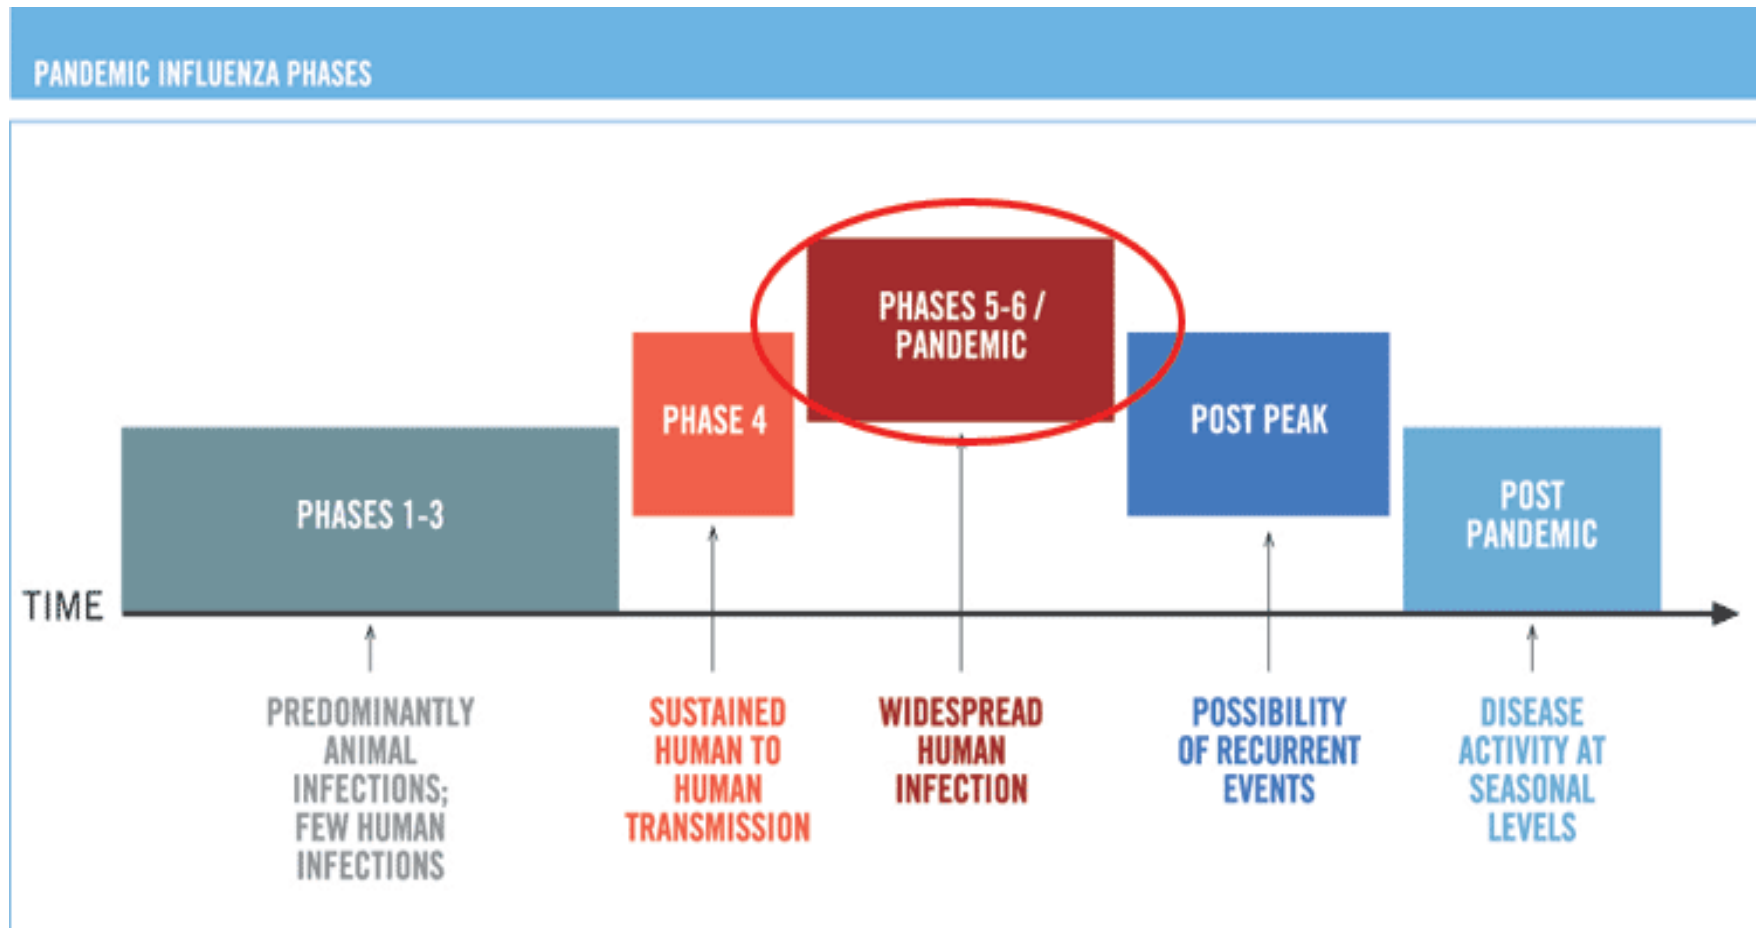 PANDEMIC INFLUENZA PHASES
PHASES 5-6 /
PANDEMIC
PHASE 4
POST PEAK
PHASES 1-3
POST
PANDEMIC
TIME
PREDOMINANTLY
ANIMAL
INFECTIONS;
FEW HUMAN
INFECTIONS
SUSTAINED
HUMAN TO
HUMAN
TRANSMISSION
WIDESPREAD
HUMAN
INFECTION
POSSIBILITY
OF RECURRENT
EVENTS
DISEASE
ACTIVITY AT
SEASONAL
LEVELS